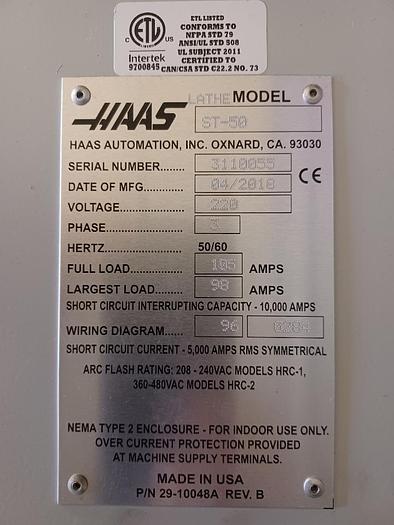 ETL LISTED
CONFORMS TO
NFPA STD 79
ANSI/UL STD 508
UL SUBJECT 2011
CERTIFIED TO
CAN/CSA STD C22.2 NO. 73
C ETL US
Intertek
9700845
HAAS LATHE MODEL
ST-50
HAAS AUTOMATION, INC. OXNARD, CA. 93030
SERIAL NUMBER........ 3110055
DATE OF MFG............. 04/2018 CE
VOLTAGE.................... 220
PHASE........................ 3
HERTZ 50/60
FULL LOAD............... 105 AMPS
LARGEST LOAD........ 98 AMPS
SHORT CIRCUIT INTERRUPTING CAPACITY - 10,000 AMPS
WIRING DIAGRAM......... 96
SHORT CIRCUIT CURRENT - 5,000 AMPS RMS SYMMETRICAL
ARC FLASH RATING: 208 - 240VAC MODELS HRC-1,
360-480VAC MODELS HRC-2
NEMA TYPE 2 ENCLOSURE - FOR INDOOR USE ONLY.
OVER CURRENT PROTECTION PROVIDED
AT MACHINE SUPPLY TERMINALS.
MADE IN USA
P/N 29-10048A REV. B